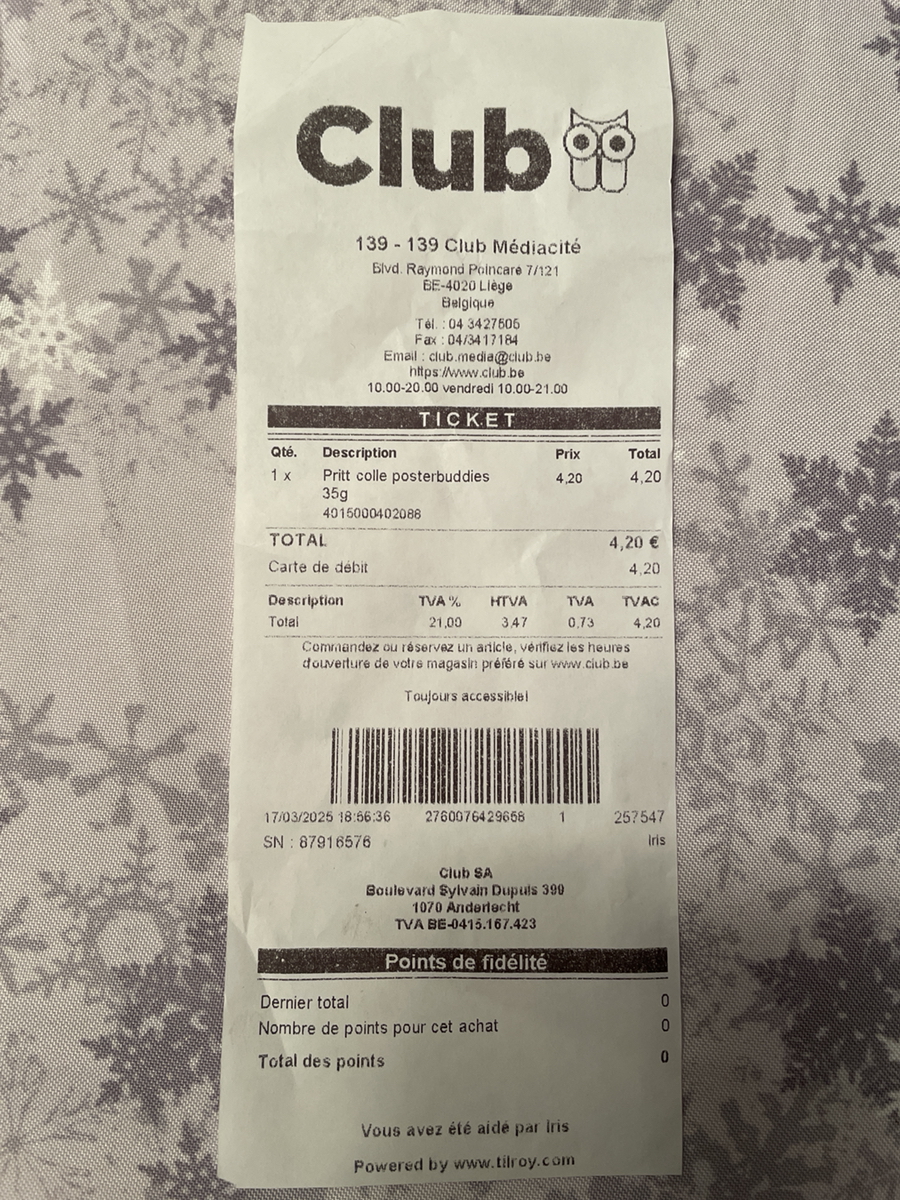 Club
139 - 139 Club Médiacité
Blvd. Raymond Poincaré 7/121
BE-4020 Liège
Belgique
Tél. : 04 3427606
Fax : 04/3417184
Email : club.media@club.be
https://www.club.be
10.00-20.00 vendredi 10.00-21.00
TICKET
Qté. Description Prix Total
1 x Pritt colle posterbuddies 4,20 4,20
35g
4015000402088
TOTAL 4,20 €
Carte de débit 4,20
Description TVA % HTVA TVA TVAC
Total 21,00 3,47 0,73 4,20
Commandez ou réservez un article, vérifiez les heures
d'ouverture de votre magasin préféré sur www.club.be
Toujours accessible!
17/03/2025 18:56:36 2760076429658 1 257547
SN : 87916576 Iris
Club SA
Boulevard Sylvain Dupuis 399
1070 Anderlecht
TVA BE-0415.167.423
Points de fidélité
Dernier total 0
Nombre de points pour cet achat 0
Total des points 0
Vous avez été aidé par Iris
Powered by www.tilroy.com